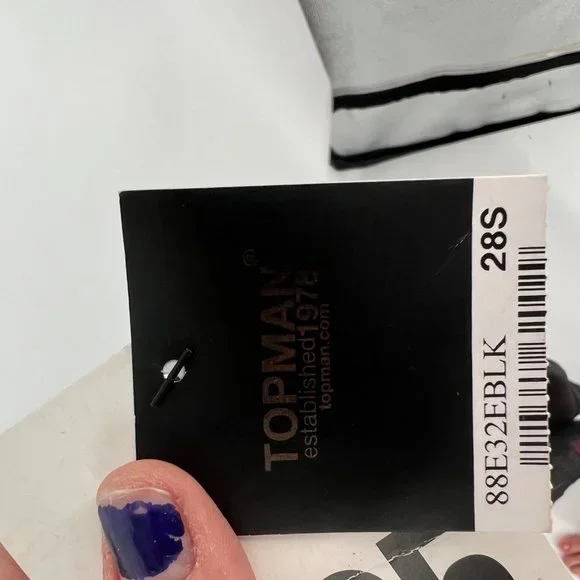 TOPMAN®
established1978
topman.com
28S
88E32EBLK